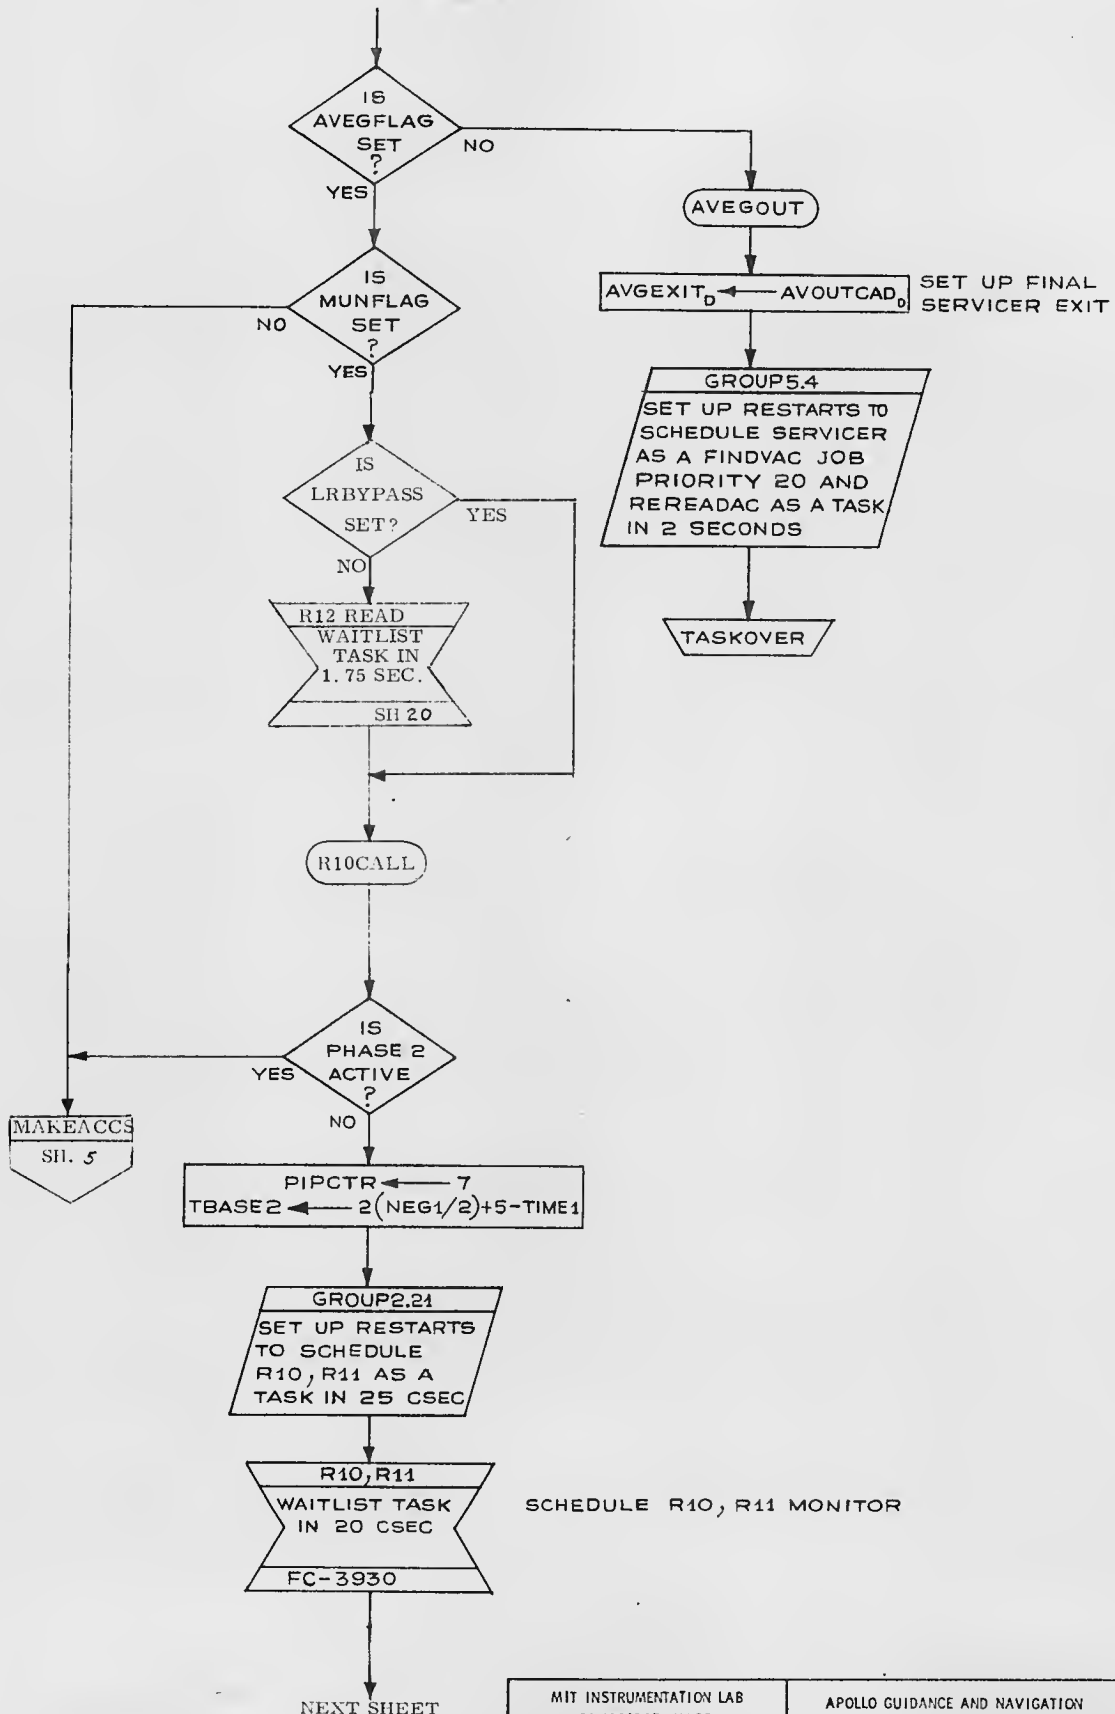 IS
AVEGFLAG
SET
?
NO
YES
AVEGOUT
AVGEXIT_D ← AVOUTCAD_D
SET UP FINAL
SERVICER EXIT
GROUP5.4
SET UP RESTARTS TO
SCHEDULE SERVICER
AS A FINDVAC JOB
PRIORITY 20 AND
REREADAC AS A TASK
IN 2 SECONDS
TASKOVER
IS
MUNFLAG
SET
?
NO
YES
IS
LRBYPASS
SET?
YES
NO
R12 READ
WAITLIST
TASK IN
1.75 SEC.
SH 20
R10CALL
IS
PHASE 2
ACTIVE
?
YES
NO
MAKEACCS
SH. 5
PIPCTR ← 7
TBASE2 ← 2(NEG1/2)+5-TIME1
GROUP2.21
SET UP RESTARTS
TO SCHEDULE
R10, R11 AS A
TASK IN 25 CSEC
R10, R11
WAITLIST TASK
IN 20 CSEC
FC-3930
SCHEDULE R10, R11 MONITOR
NEXT SHEET
MIT INSTRUMENTATION LAB
APOLLO GUIDANCE AND NAVIGATION